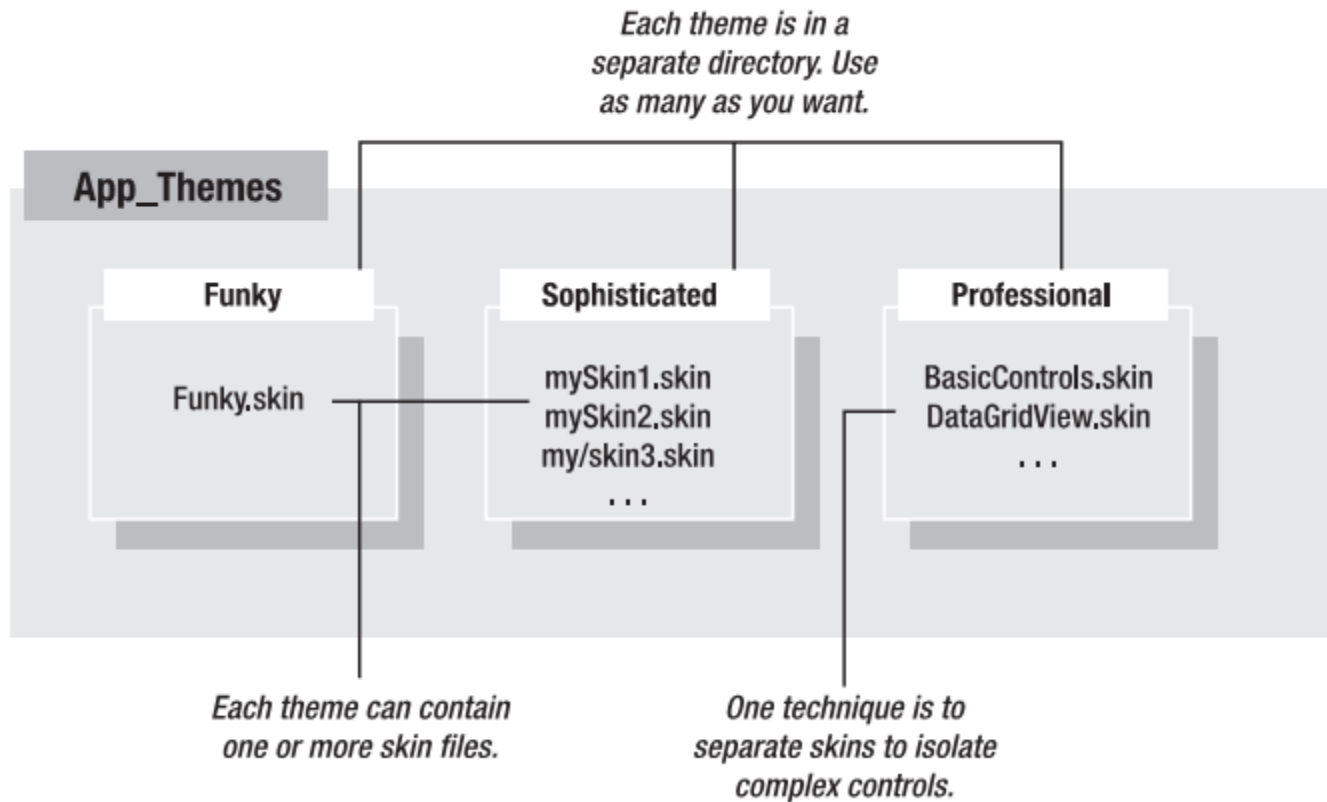 Each theme is in a
separate directory. Use
as many as you want.
App_Themes
Funky
Funky.skin
Sophisticated
mySkin1.skin
mySkin2.skin
my/skin3.skin
...
Professional
BasicControls.skin
DataGridView.skin
...
Each theme can contain
one or more skin files.
One technique is to
separate skins to isolate
complex controls.